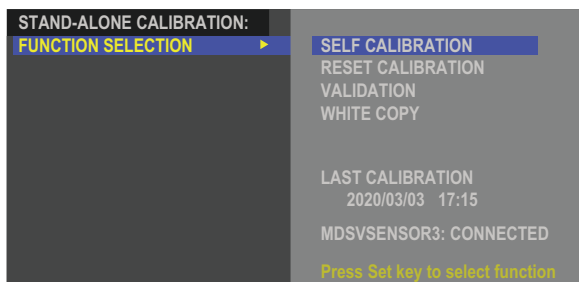 STAND-ALONE CALIBRATION:
FUNCTION SELECTION
SELF CALIBRATION
RESET CALIBRATION
VALIDATION
WHITE COPY
LAST CALIBRATION
2020/03/03 17:15
MDSVSENSOR3: CONNECTED
Press Set key to select function